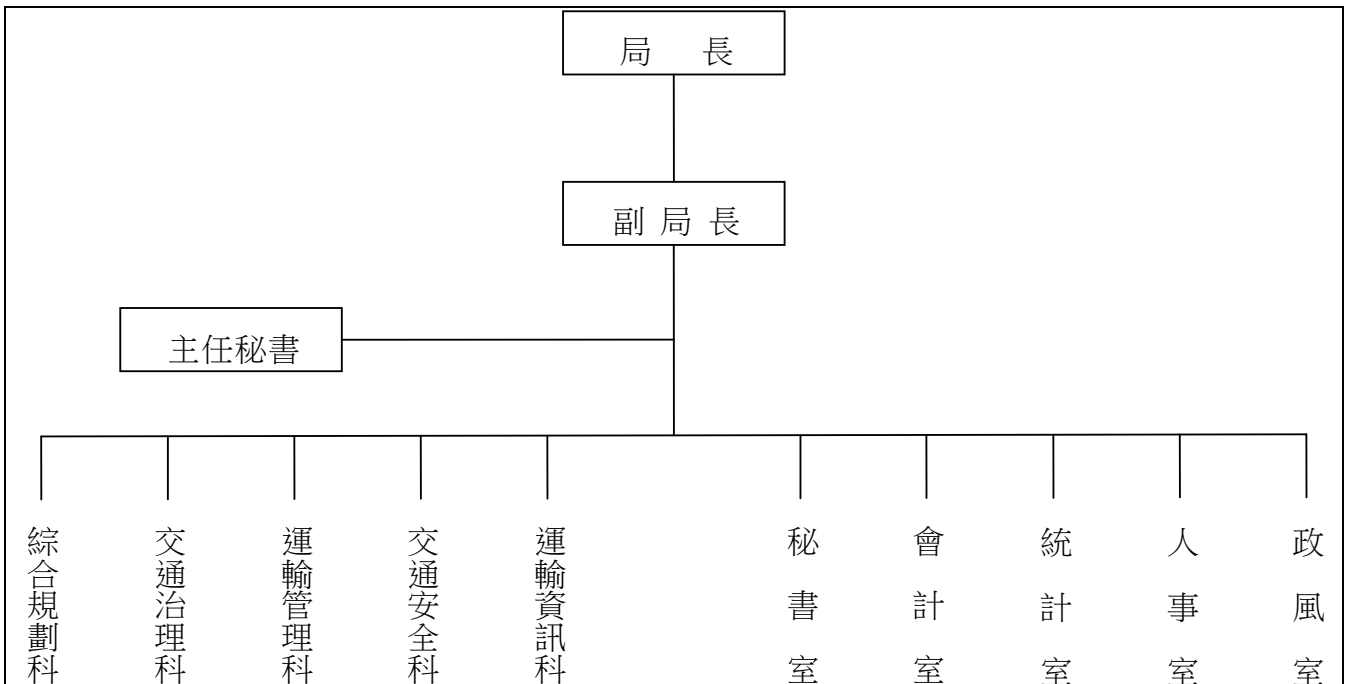 局 長
副局長
主任秘書
綜合規劃科
交通治理科
運輸管理科
交通安全科
運輸資訊科
秘書室
會計室
統計室
人事室
政風室